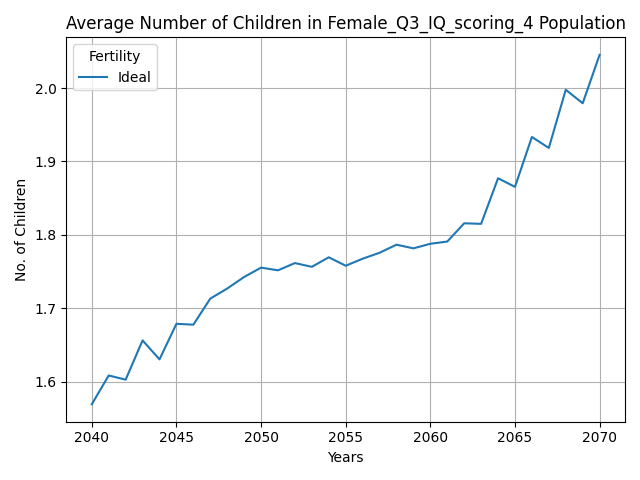 Average Number of Children in Female_Q3_IQ_scoring_4 Population
Fertility
Ideal
No. of Children
2.0
1.9
1.8
1.7
1.6
2040 2045 2050 2055 2060 2065 2070
Years